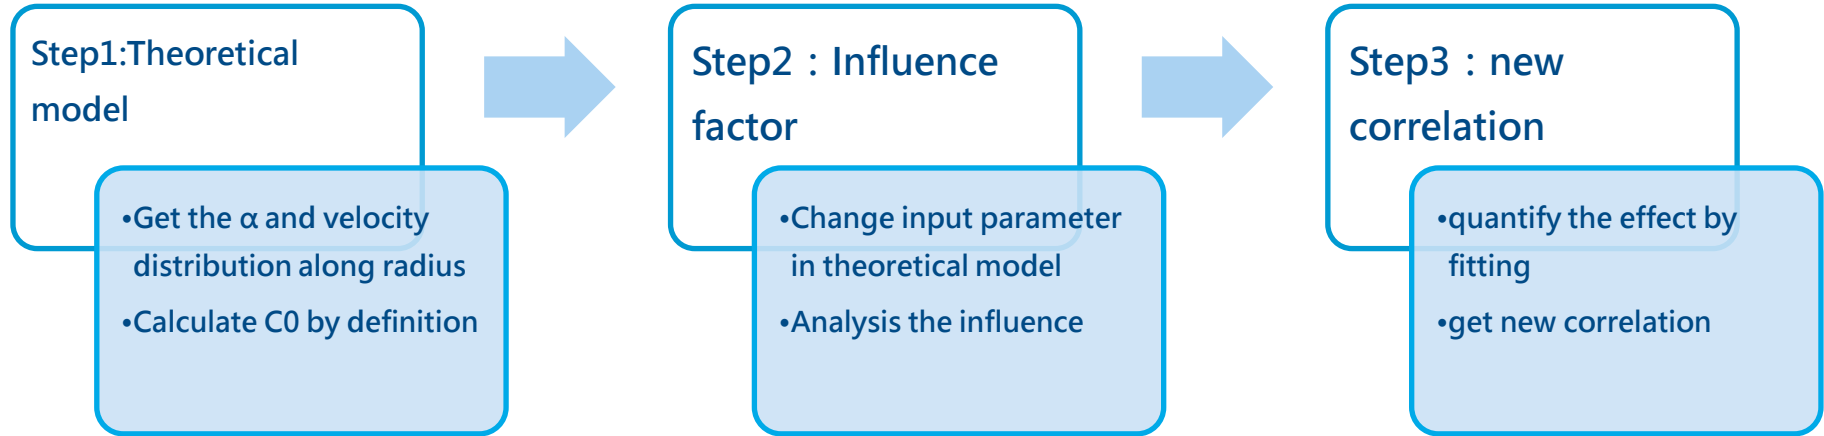 Step1:Theoretical
model
•Get the α and velocity
distribution along radius
•Calculate C0 by definition
Step2：Influence
factor
•Change input parameter
in theoretical model
•Analysis the influence
Step3：new
correlation
•quantify the effect by
fitting
•get new correlation